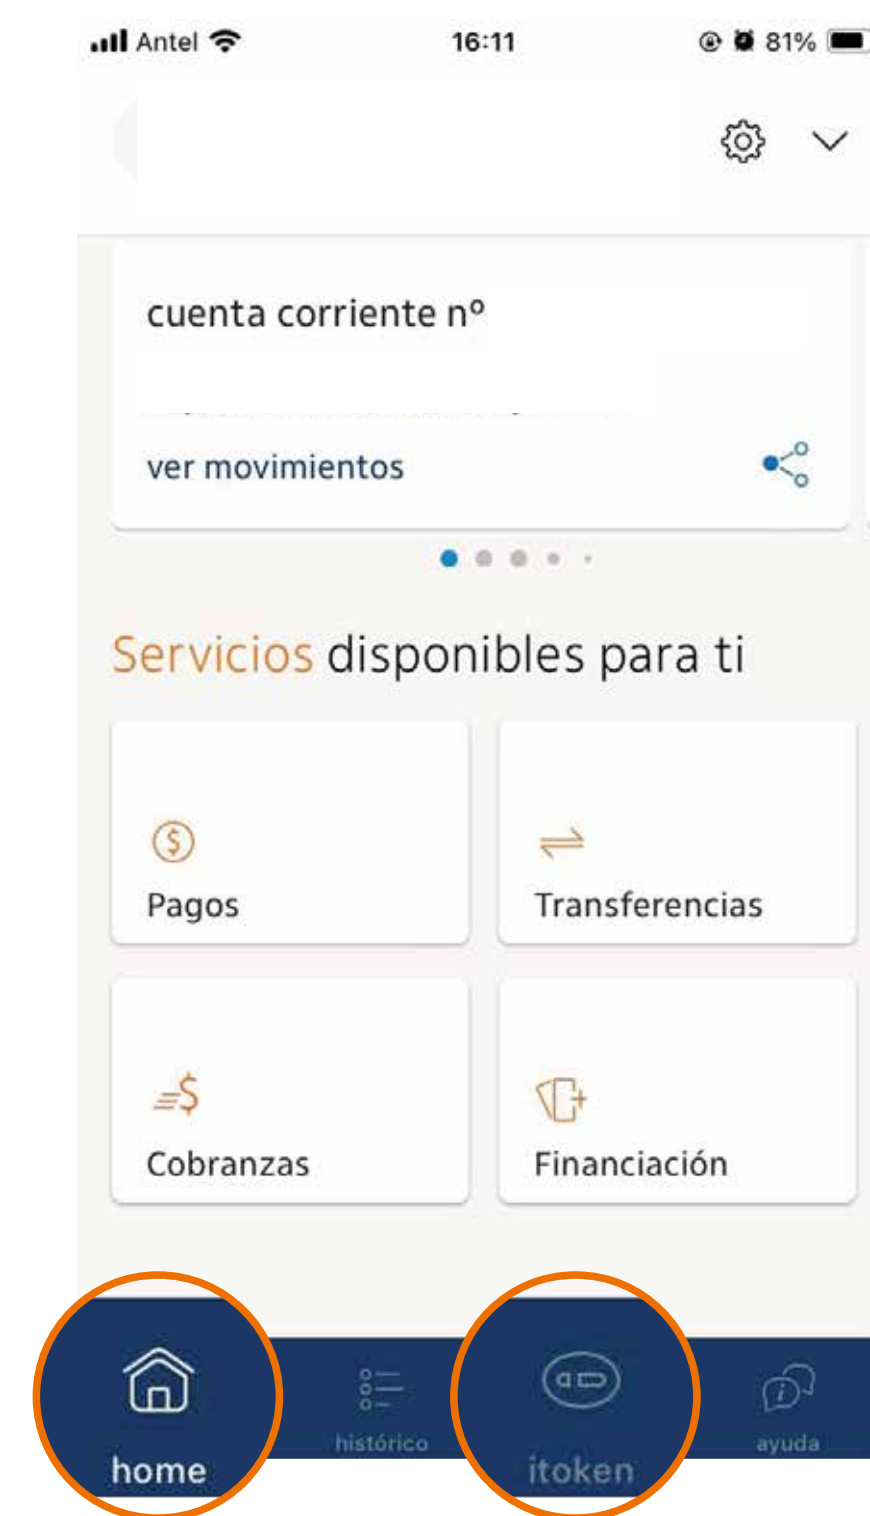 Antel 16:11 81%
cuenta corriente nº
ver movimientos
Servicios disponibles para ti
Pagos
Transferencias
Cobranzas
Financiación
home
histórico
itoken
ayuda